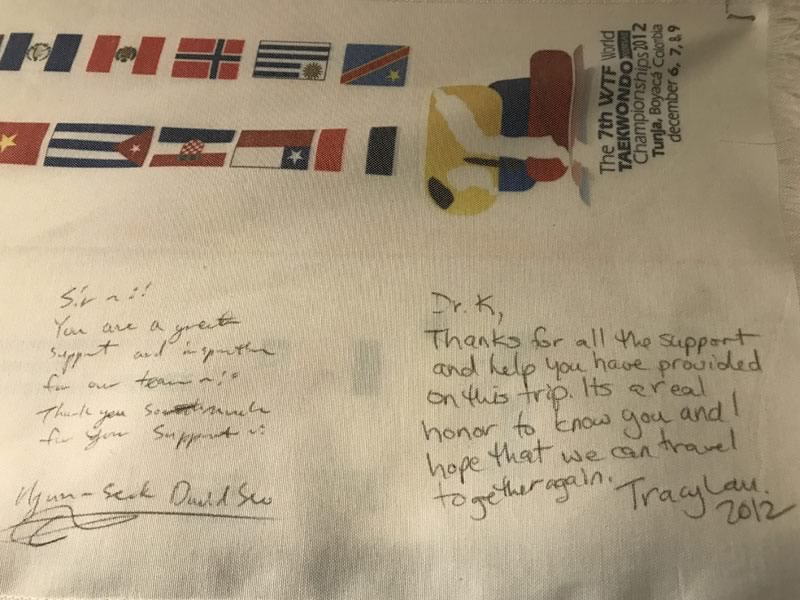 The 7th WTF World
TAEKWONDO
Championships 2012
Tunja, Boyacá Colombia
december 6, 7, 8, 9
Sir ~ !!
You are a great
support and inspiration
for our team ~!!
Thank you so much
for your support ~!!
Hyun-Seok David Seo
Dr. K,
Thanks for all the support
and help you have provided
on this trip. Its a real
honor to know you and I
hope that we can travel
together again.
Tracy Lau.
2012